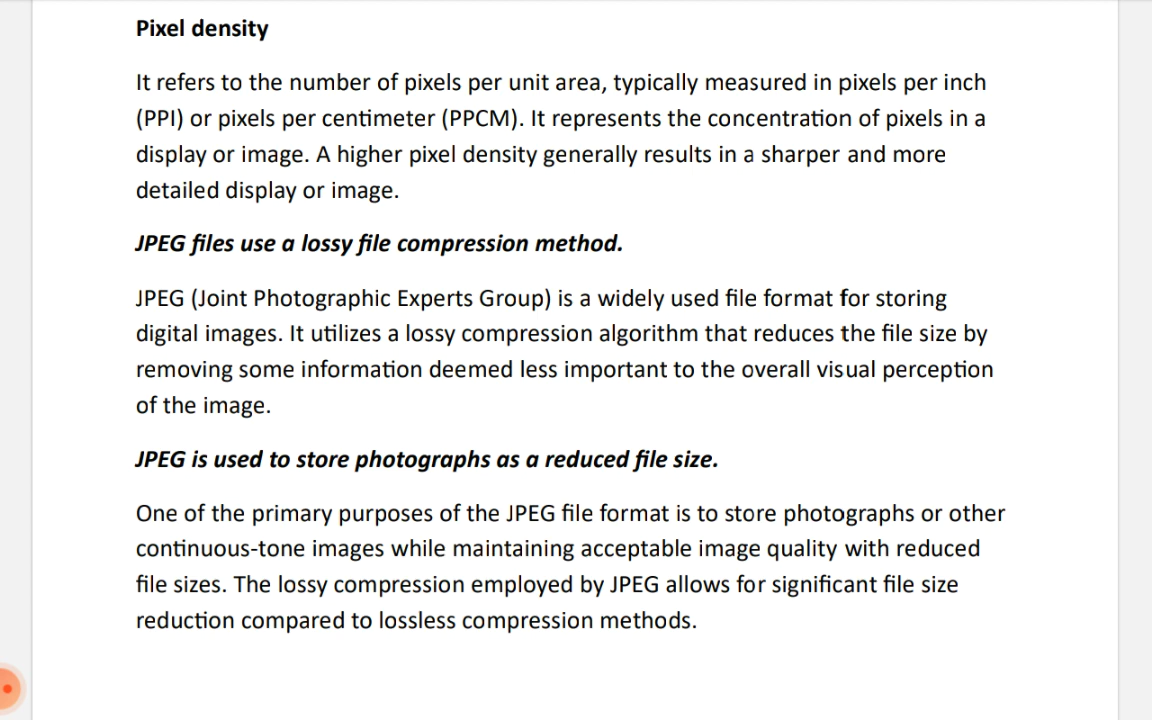 Pixel density
It refers to the number of pixels per unit area, typically measured in pixels per inch
(PPI) or pixels per centimeter (PPCM). It represents the concentration of pixels in a
display or image. A higher pixel density generally results in a sharper and more
detailed display or image.
JPEG files use a lossy file compression method.
JPEG (Joint Photographic Experts Group) is a widely used file format for storing
digital images. It utilizes a lossy compression algorithm that reduces the file size by
removing some information deemed less important to the overall visual perception
of the image.
JPEG is used to store photographs as a reduced file size.
One of the primary purposes of the JPEG file format is to store photographs or other
continuous-tone images while maintaining acceptable image quality with reduced
file sizes. The lossy compression employed by JPEG allows for significant file size
reduction compared to lossless compression methods.